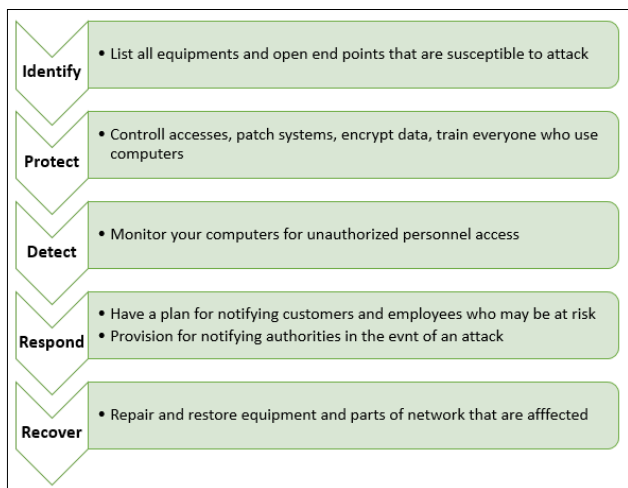 Identify
• List all equipments and open end points that are susceptible to attack
Protect
• Controll accesses, patch systems, encrypt data, train everyone who use
computers
Detect
• Monitor your computers for unauthorized personnel access
Respond
• Have a plan for notifying customers and employees who may be at risk
• Provision for notifying authorities in the evnt of an attack
Recover
• Repair and restore equipment and parts of network that are afffected